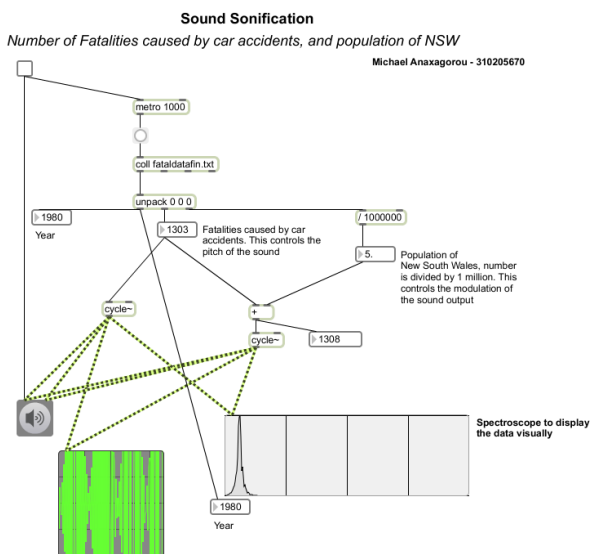 Sound Sonification
Number of Fatalities caused by car accidents, and population of NSW
Michael Anaxagorou - 310205670
metro 1000
coll fataldatafin.txt
unpack 0 0 0
1980
Year
1303
Fatalities caused by car
accidents. This controls the
pitch of the sound
/ 1000000
5.
Population of
New South Wales, number
is divided by 1 million. This
controls the modulation of
the sound output
cycle~
+
cycle~
1308
Spectroscope to display
the data visually
1980
Year